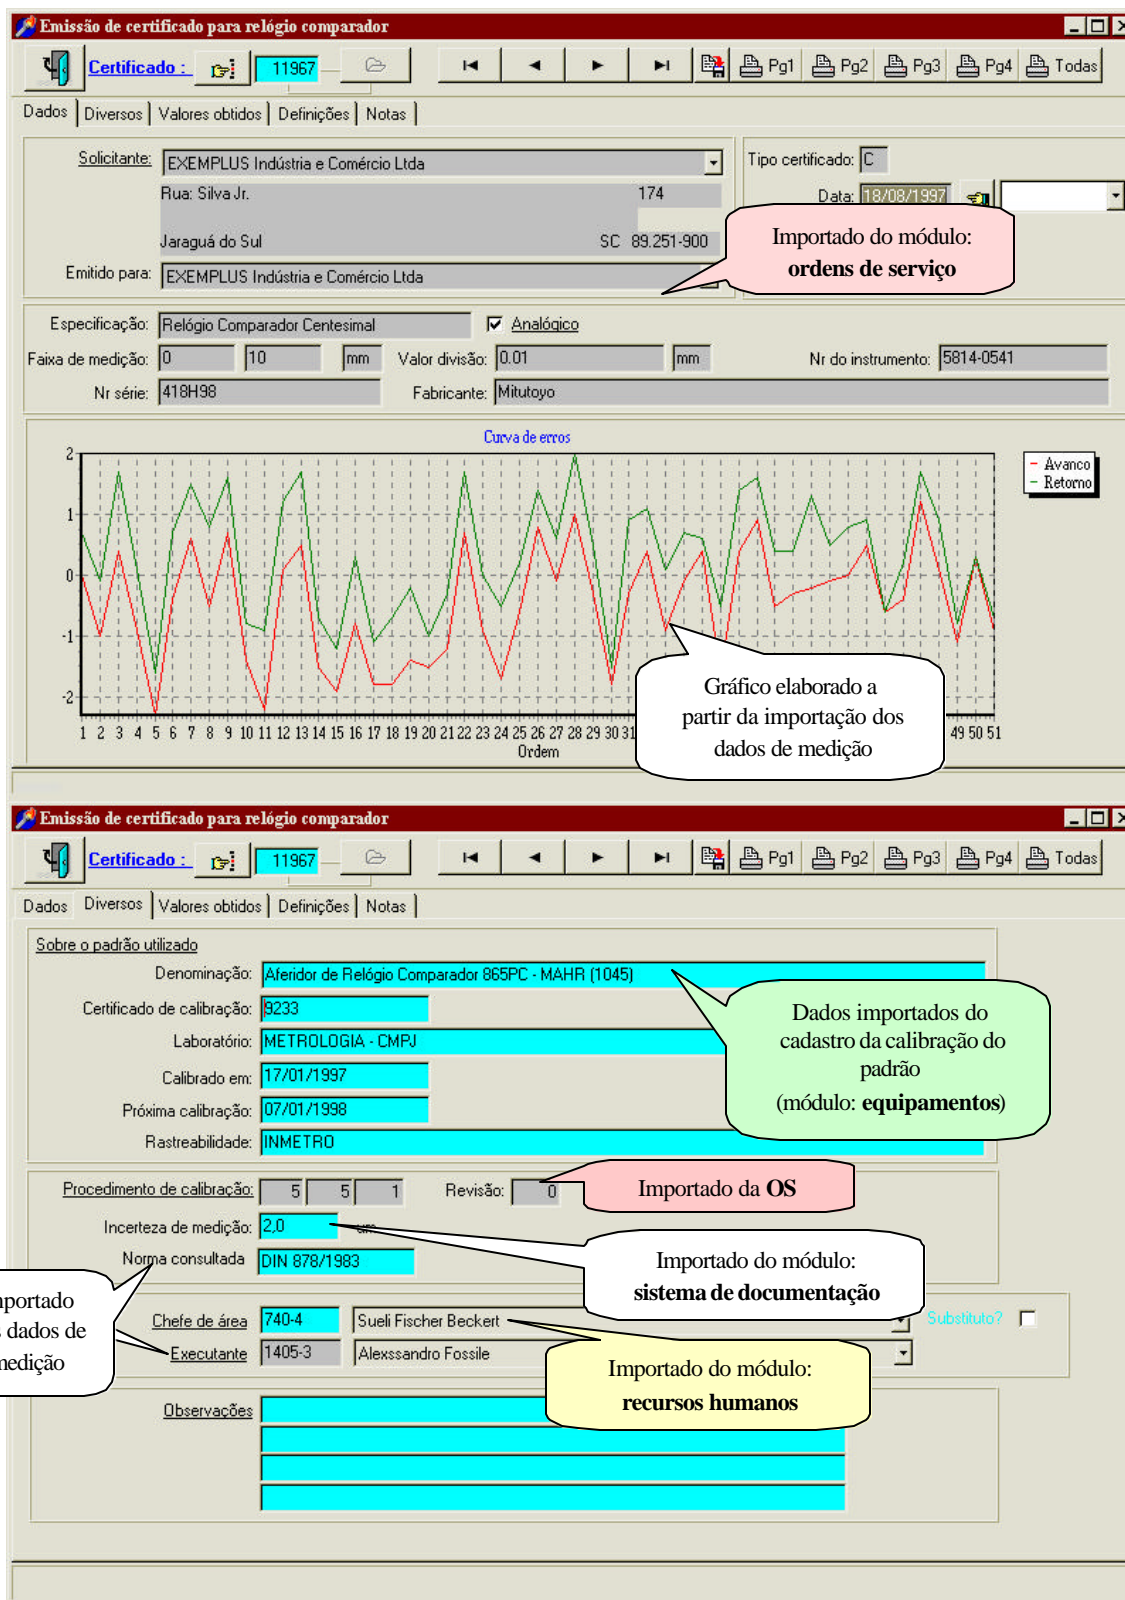 Emissão de certificado para relógio comparador
Certificado : 11967 Pg1 Pg2 Pg3 Pg4 Todas
Dados Diversos Valores obtidos Definições Notas
Solicitante: EXEMPLUS Indústria e Comércio Ltda
Tipo certificado: C
Rua: Silva Jr. 174
Data: 18/08/1997
Jaraguá do Sul SC 89.251-900
Importado do módulo:
ordens de serviço
Emitido para: EXEMPLUS Indústria e Comércio Ltda
Especificação: Relógio Comparador Centesimal Analógico
Faixa de medição: 0 10 mm Valor divisão: 0.01 mm Nr do instrumento: 5814-0541
Nr série: 418H98 Fabricante: Mitutoyo
Curva de erros
Avanco
Retorno
2
1
0
-1
-2
1 2 3 4 5 6 7 8 9 10 11 12 13 14 15 16 17 18 19 20 21 22 23 24 25 26 27 28 29 30 31 49 50 51
Ordem
Gráfico elaborado a
partir da importação dos
dados de medição
Emissão de certificado para relógio comparador
Certificado : 11967 Pg1 Pg2 Pg3 Pg4 Todas
Dados Diversos Valores obtidos Definições Notas
Sobre o padrão utilizado
Denominação: Aferidor de Relógio Comparador 865PC - MAHR (1045)
Certificado de calibração: 9233
Laboratório: METROLOGIA - CMPJ
Calibrado em: 17/01/1997
Próxima calibração: 07/01/1998
Rastreabilidade: INMETRO
Dados importados do
cadastro da calibração do
padrão
(módulo: equipamentos)
Procedimento de calibração: 5 5 1 Revisão: 0
Importado da OS
Incerteza de medição: 2,0 um
Norma consultada DIN 878/1983
Importado do módulo:
sistema de documentação
Chefe de área 740-4 Sueli Fischer Beckert Substituto?
Executante 1405-3 Alexssandro Fossile
dados de
Importado do módulo:
recursos humanos
Observações